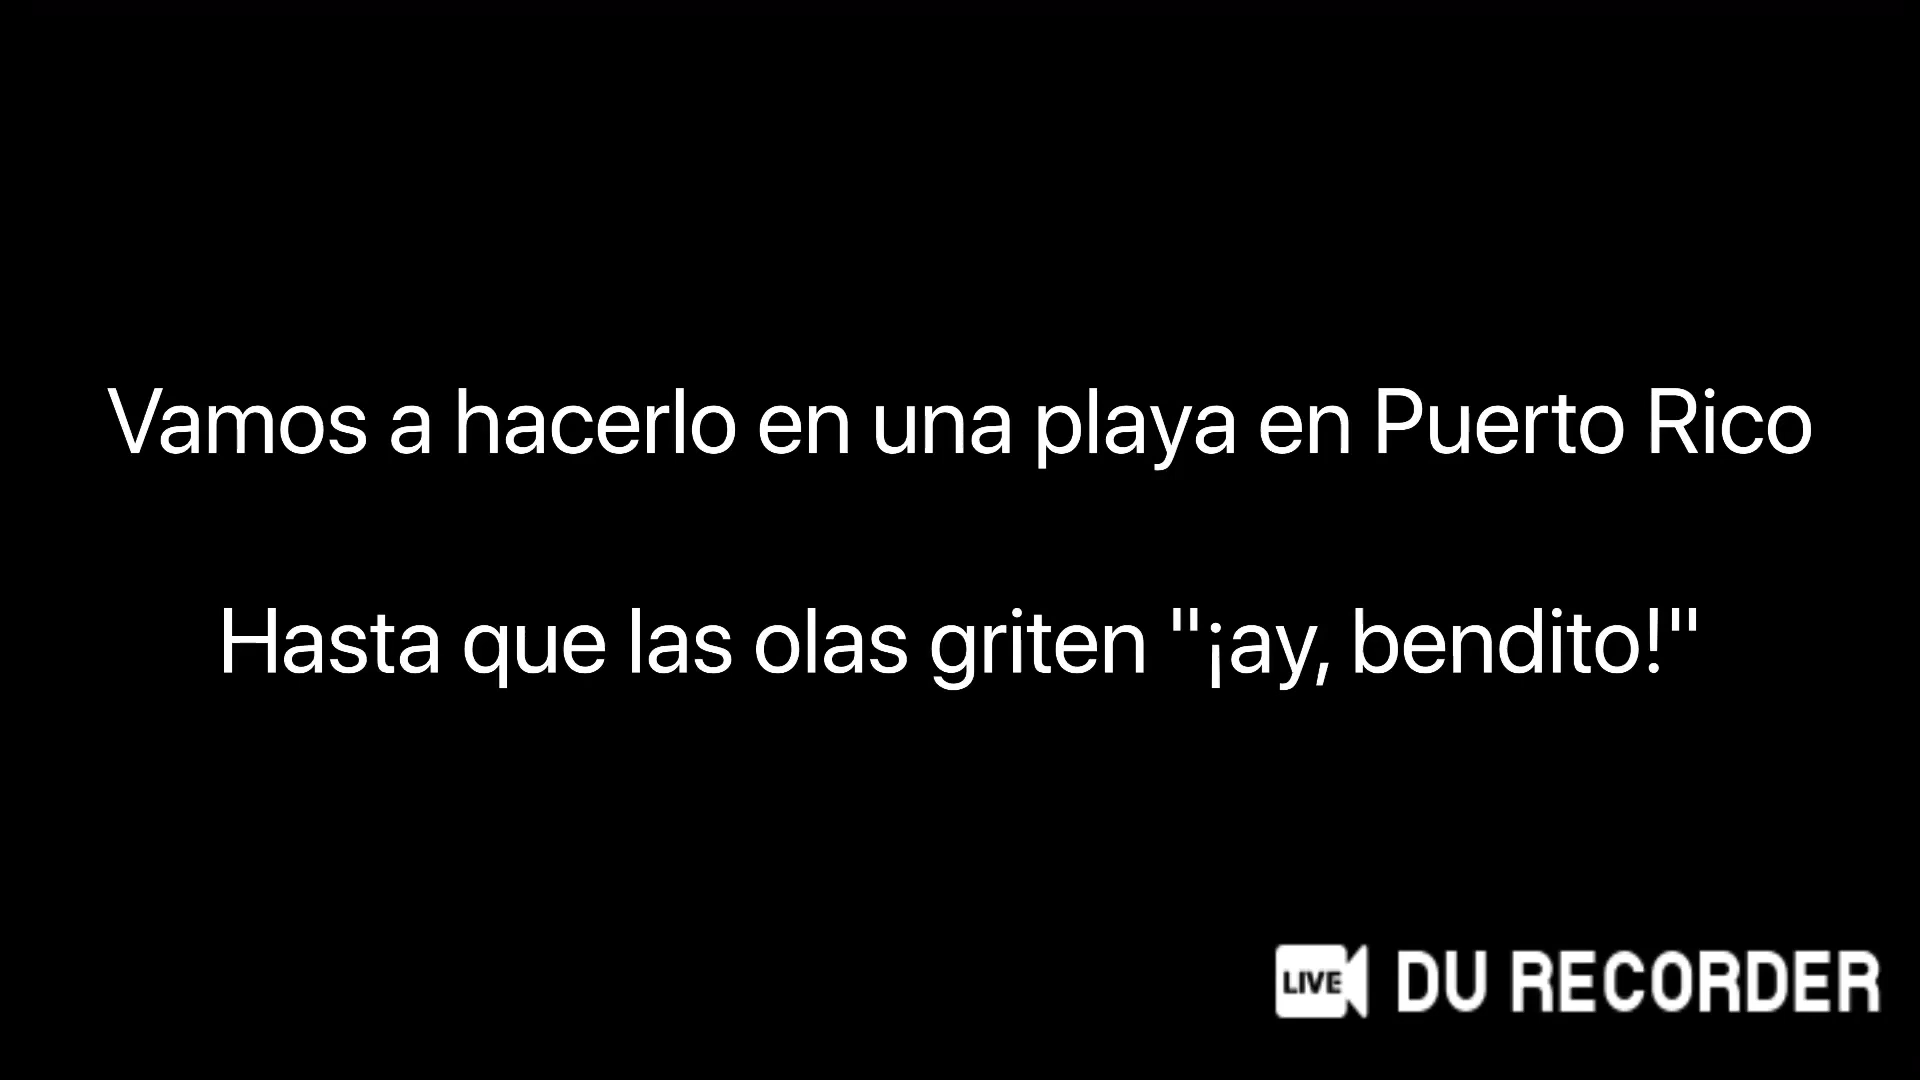 Vamos a hacerlo en una playa en Puerto Rico
Hasta que las olas griten "¡ay, bendito!"
LIVE DU RECORDER